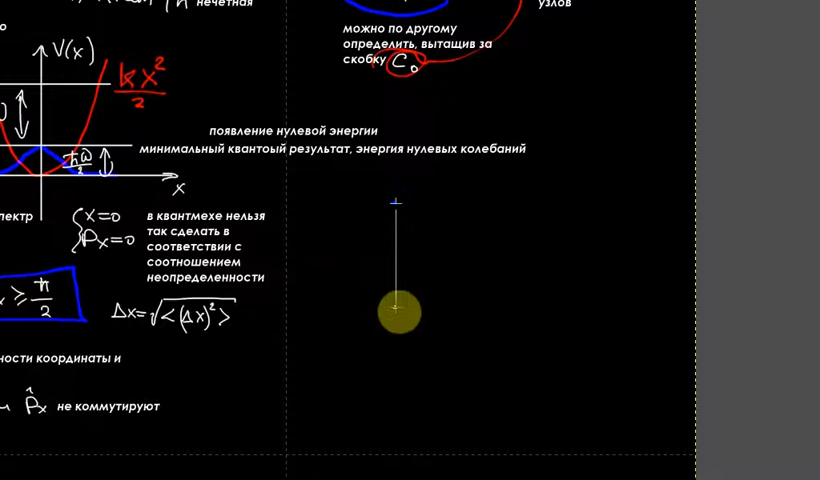 нечетная
узлов
можно по другому
определить, вытащив за
скобку C₀
V(x)
kx²/2
появление нулевой энергии
минимальный квантоый результат, энергия нулевых колебаний
ħω/2
x
пектр
{x=0
Px=0
в квантмехе нельзя
так сделать в
соответствии с
соотношением
неопределенности
x ≥ ħ/2
Δx=√<(Δx)²>
ности координаты и
P̂x не коммутируют